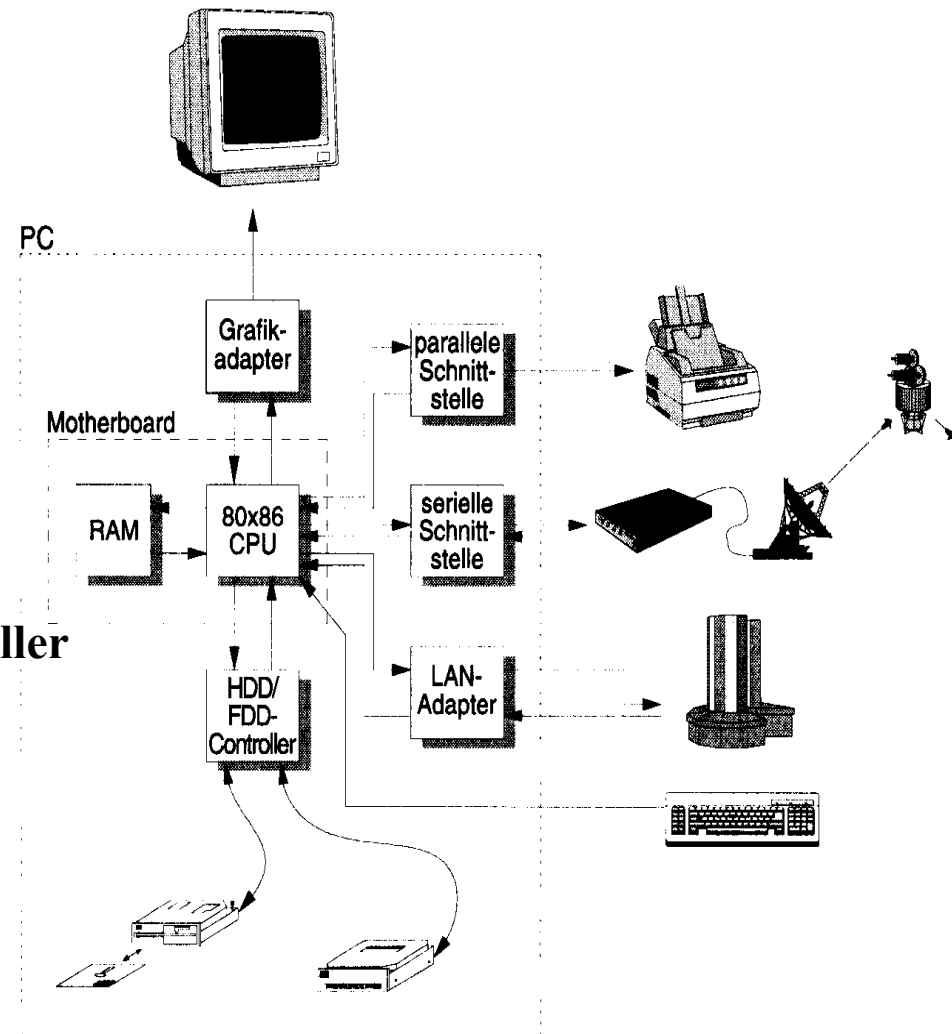 PC
Grafik-
adapter
parallele
Schnitt-
stelle
Motherboard
RAM
80x86
CPU
serielle
Schnitt-
stelle
ller
HDD/
FDD-
Controller
LAN-
Adapter